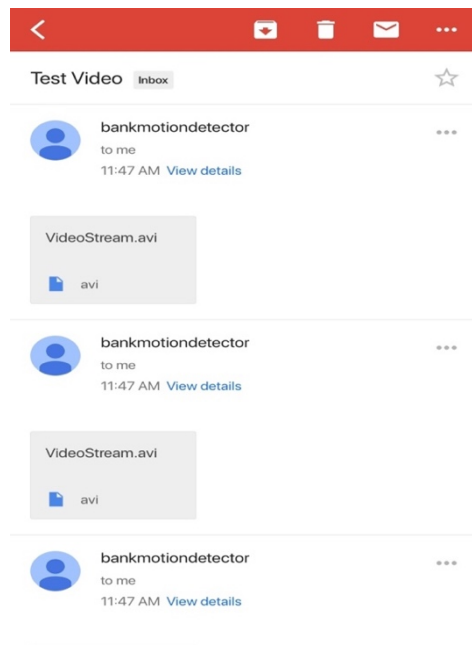 Test Video Inbox
bankmotiondetector
to me
11:47 AM View details
VideoStream.avi
avi
bankmotiondetector
to me
11:47 AM View details
VideoStream.avi
avi
bankmotiondetector
to me
11:47 AM View details